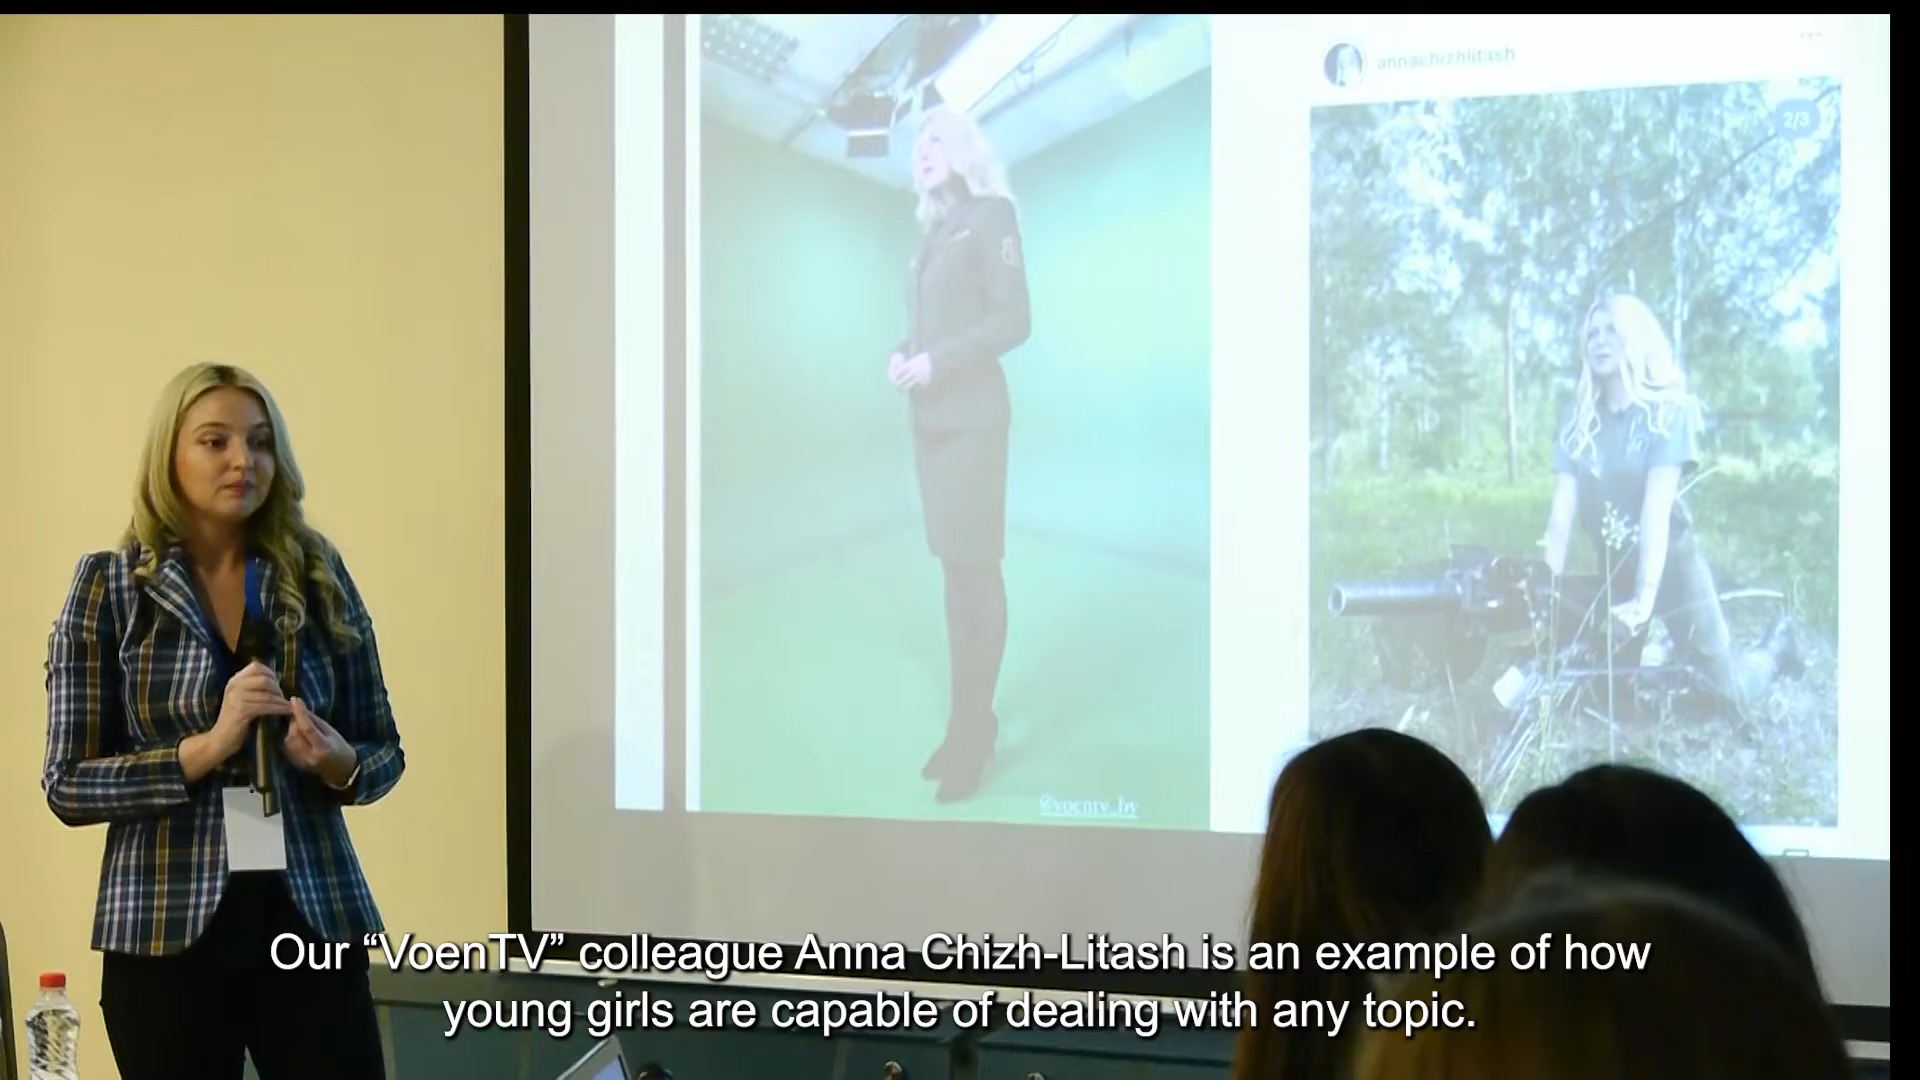 annachizhlitash
2/3
@voentv_by
Our “VoenTV” colleague Anna Chizh-Litash is an example of how
young girls are capable of dealing with any topic.